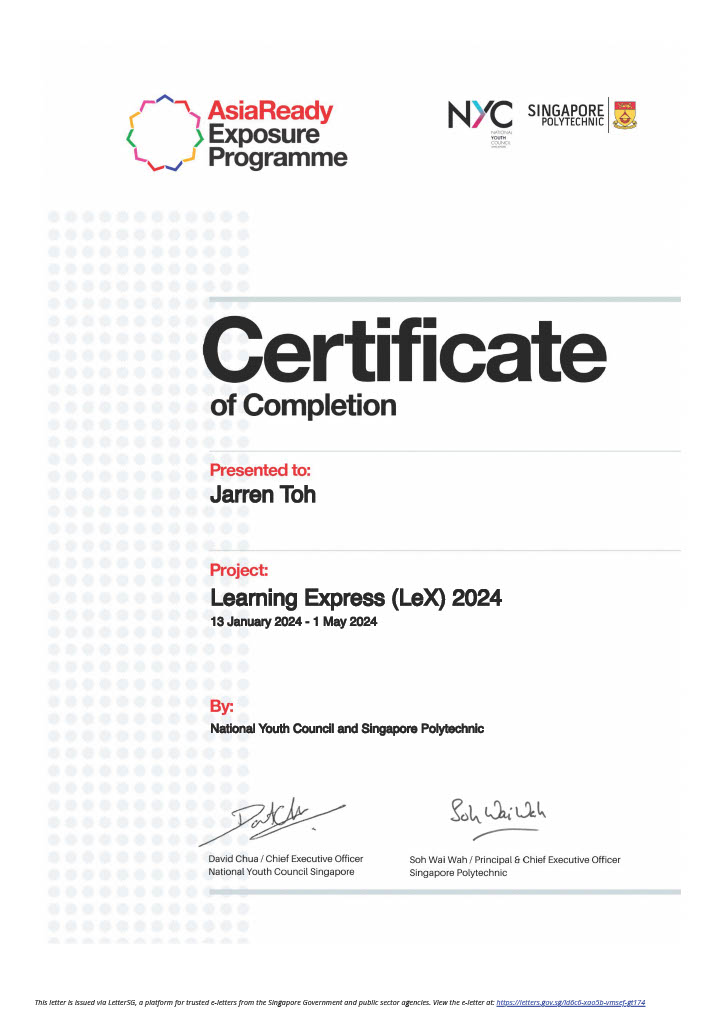 AsiaReady
Exposure
Programme
NYC
NATIONAL
YOUTH
COUNCIL
SINGAPORE
POLYTECHNIC
Certificate
of Completion
Presented to:
Jarren Toh
Project:
Learning Express (LeX) 2024
13 January 2024 - 1 May 2024
By:
National Youth Council and Singapore Polytechnic
Soh Wai Wah
David Chua / Chief Executive Officer
National Youth Council Singapore
Soh Wai Wah / Principal & Chief Executive Officer
Singapore Polytechnic
This letter is issued via LetterSG, a platform for trusted e-letters from the Singapore Government and public sector agencies. View the e-letter at: https://letters.gov.sg/ld6c6-xao5b-vmsef-gt174